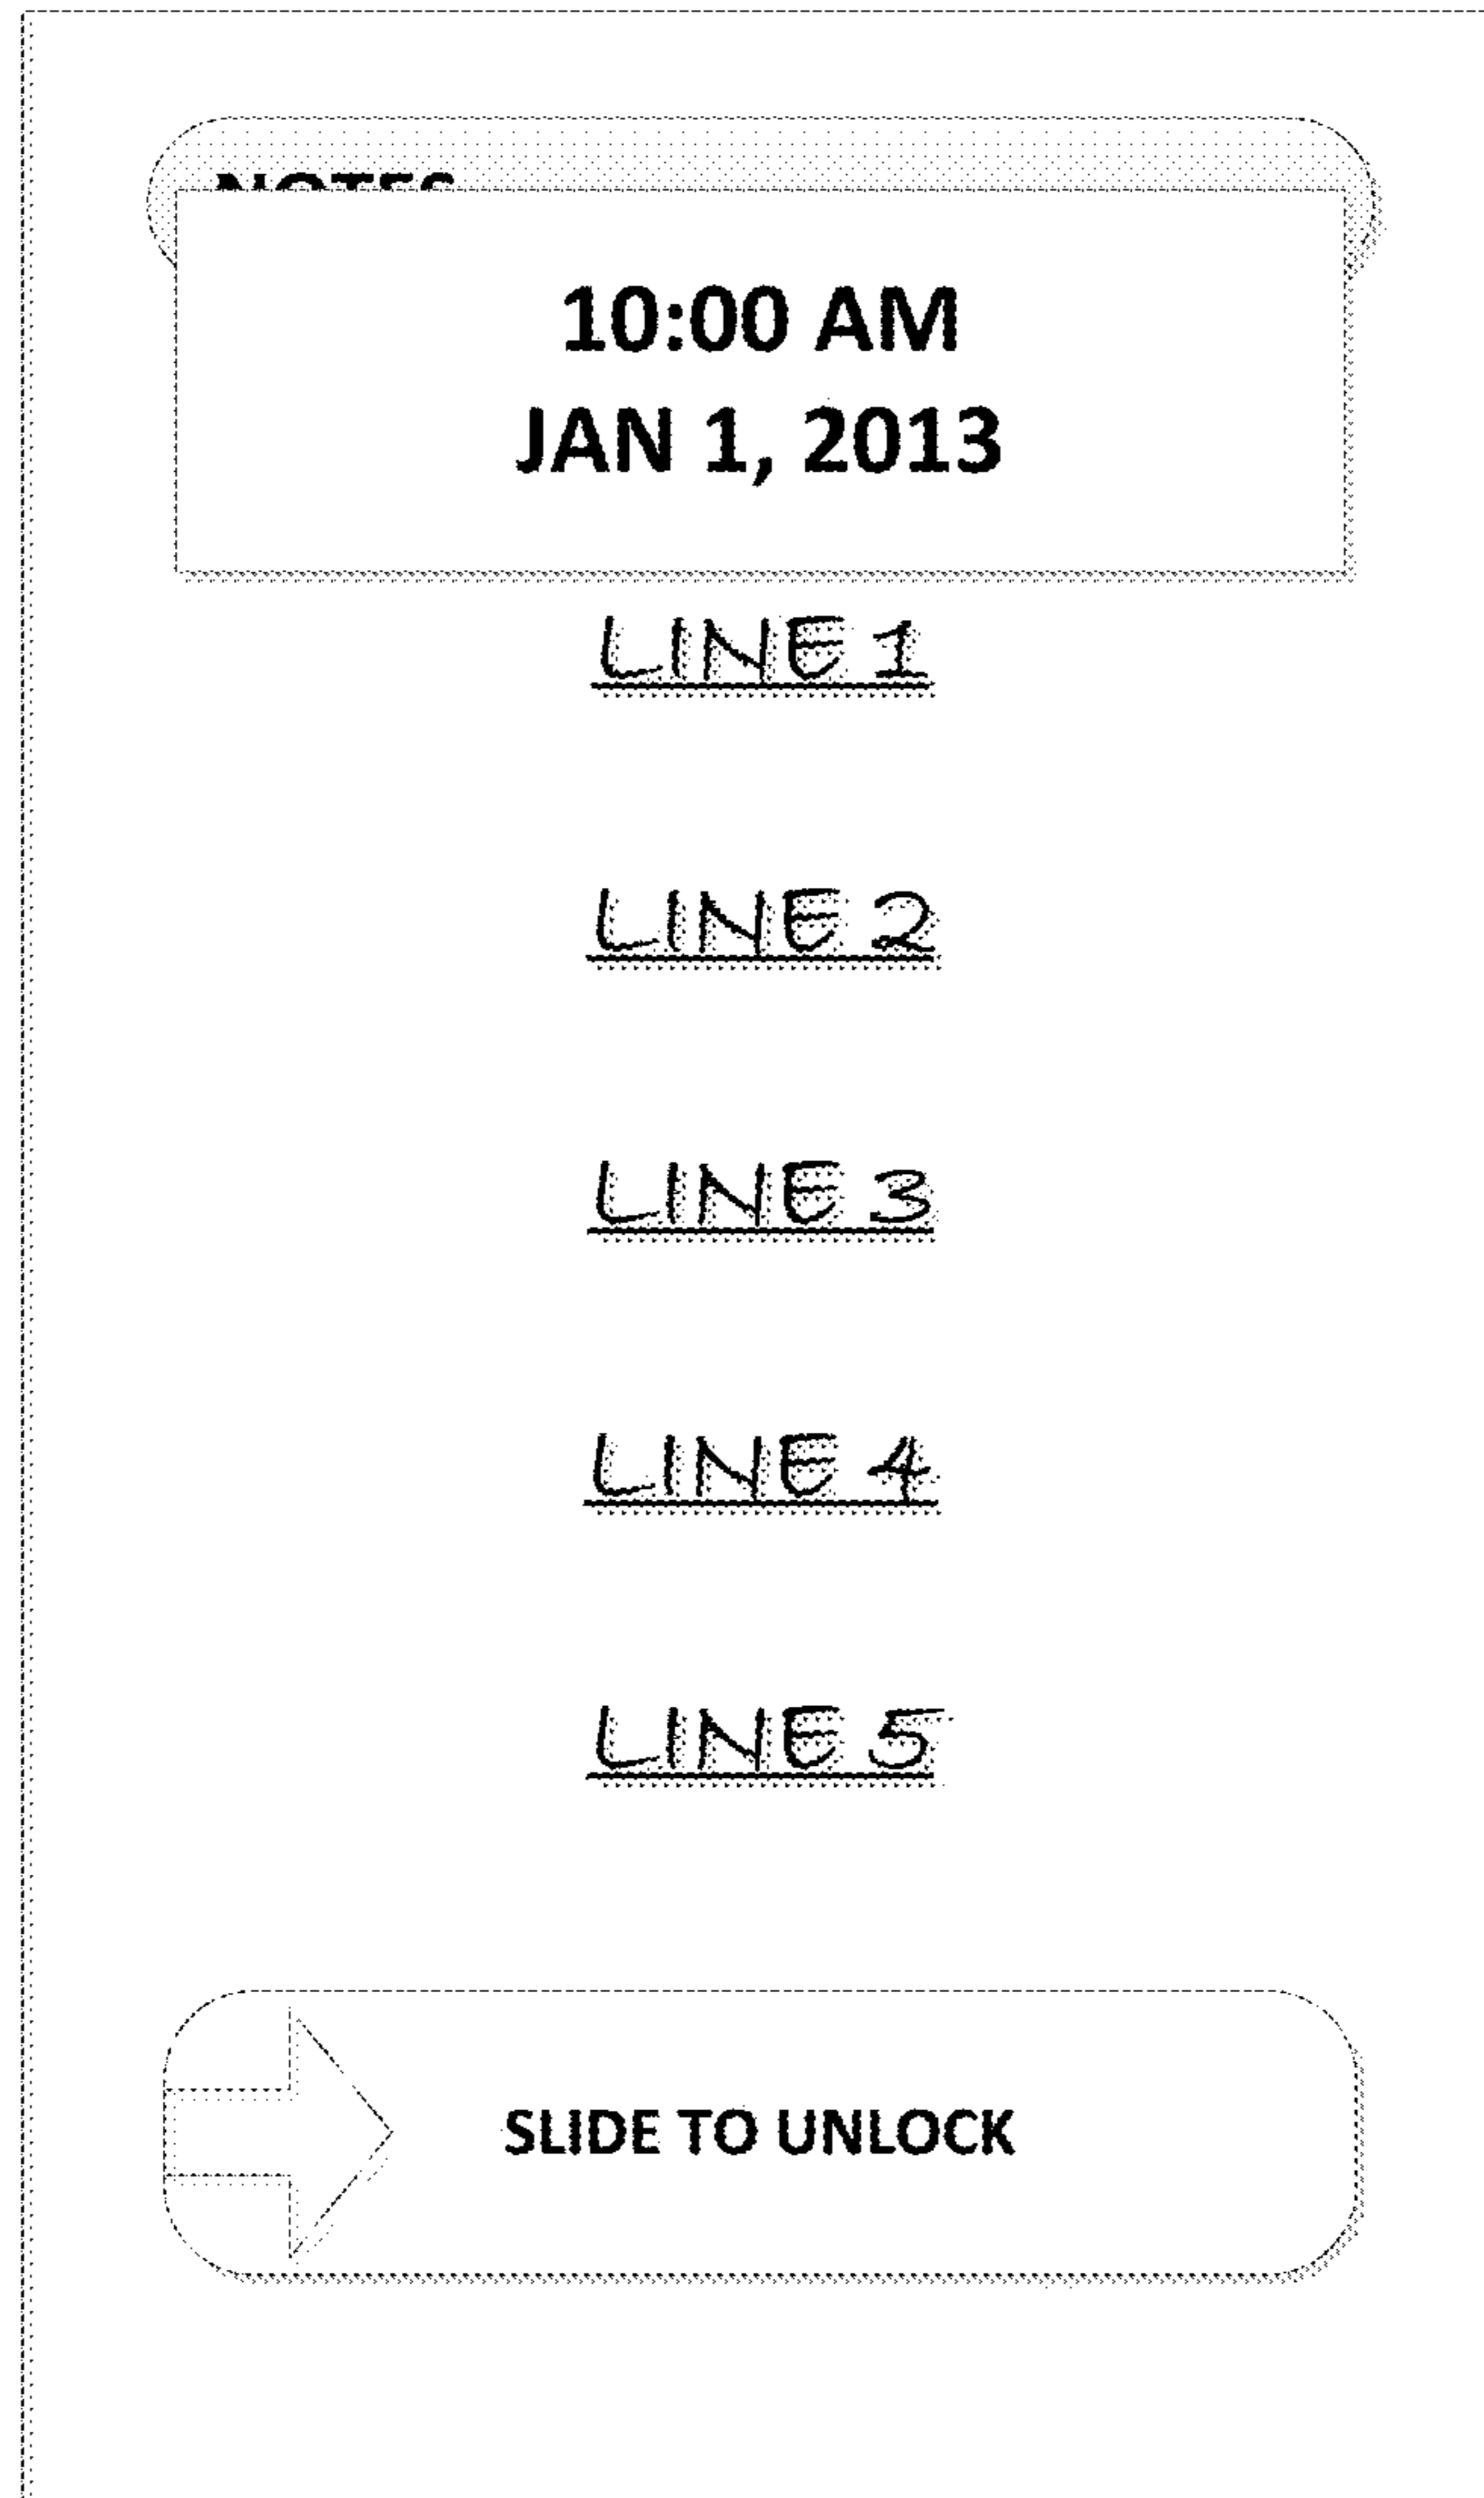 10:00 AM
JAN 1, 2013
LINE 1
LINE 2
LINE 3
LINE 4
LINE 5
SLIDE TO UNLOCK